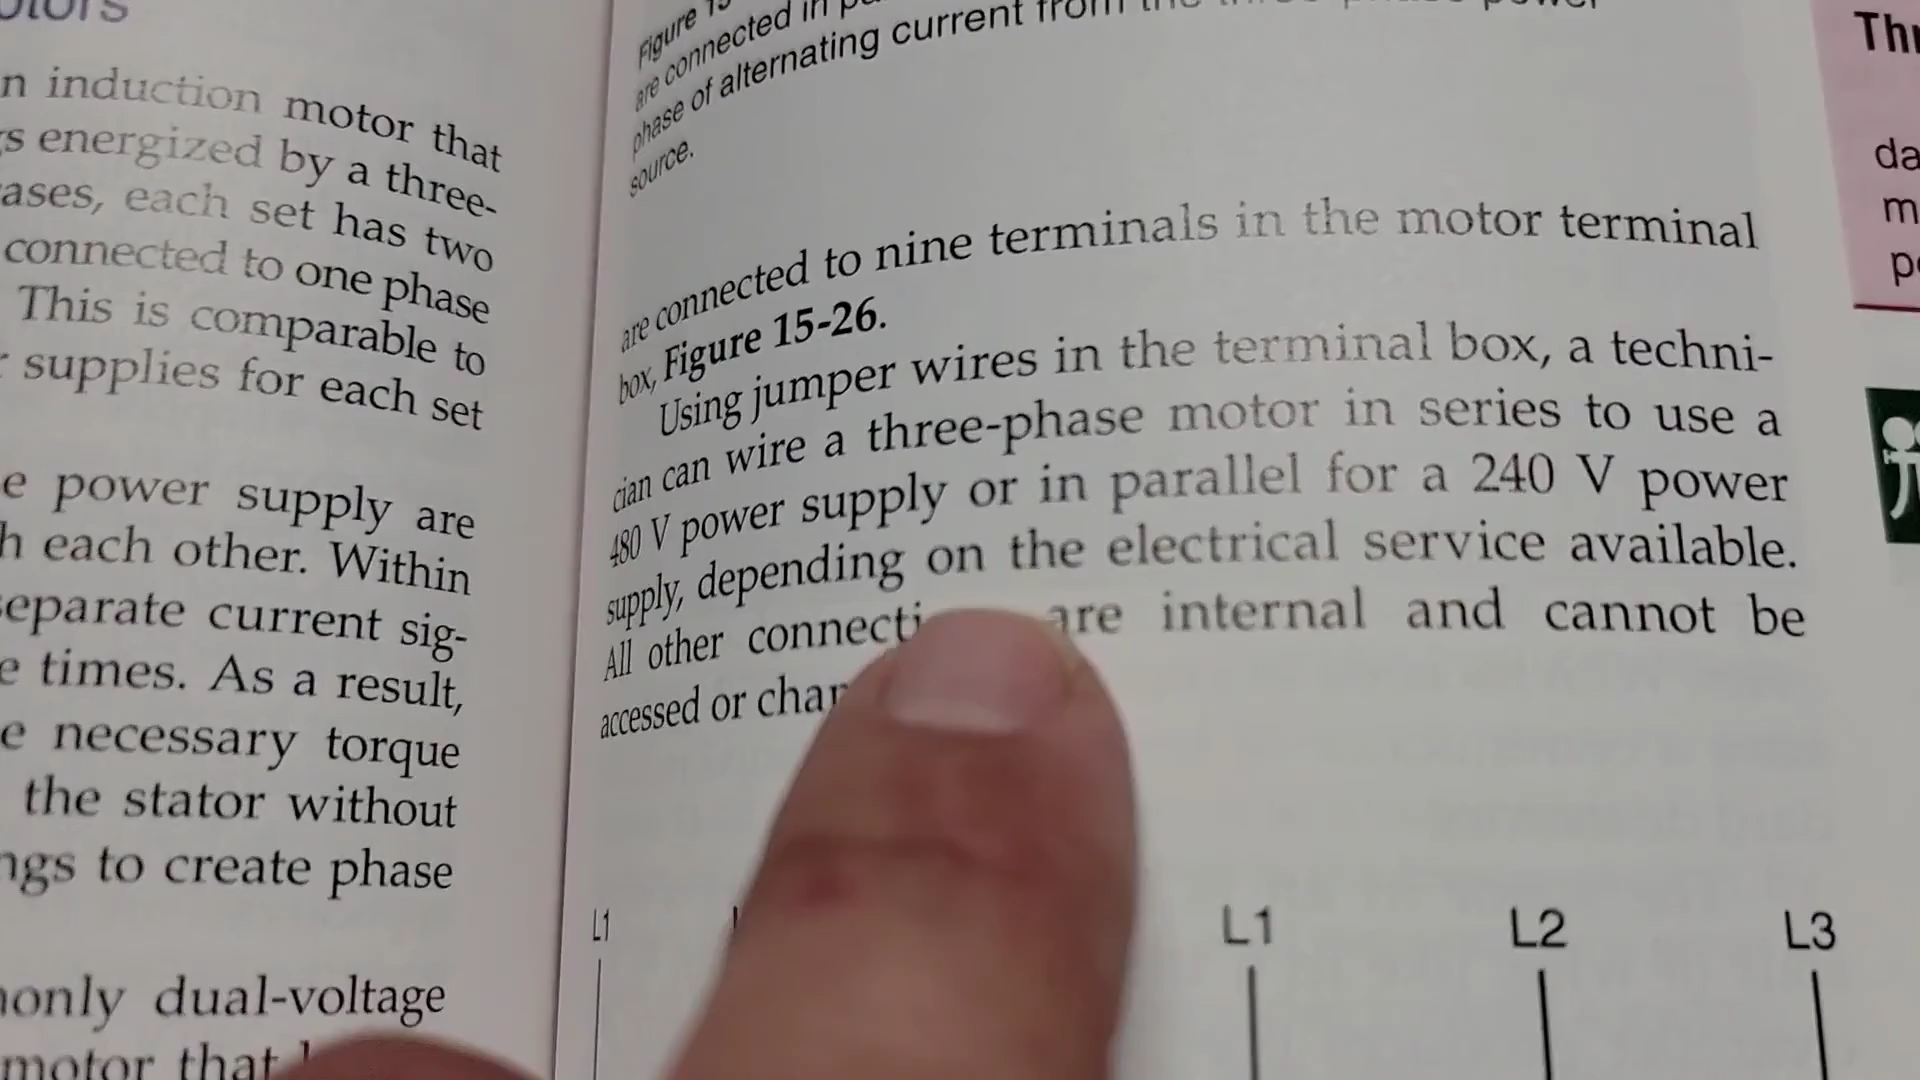 n induction motor that
energized by a three-
ases, each set has two
connected to one phase
This is comparable to
supplies for each set
e power supply are
h each other. Within
eparate current sig-
e times. As a result,
e necessary torque
the stator without
ngs to create phase
only dual-voltage
motor that
Figure 15
are connected in
phase of alternating current from
source.
are connected to nine terminals in the motor terminal
box, Figure 15-26.
Using jumper wires in the terminal box, a techni-
cian can wire a three-phase motor in series to use a
480 V power supply or in parallel for a 240 V power
supply, depending on the electrical service available.
All other connecti are internal and cannot be
accessed or chan
L1
L1 L2 L3
Th
da
m
p